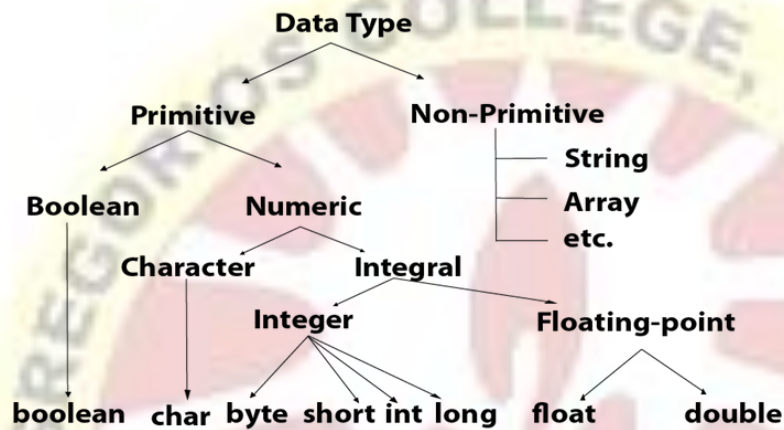 COLLEGE,
Data Type
Primitive
Non-Primitive
String
Boolean
Numeric
Array
etc.
Character
Integral
Integer
Floating-point
boolean
char
byte
short
int
long
float
double